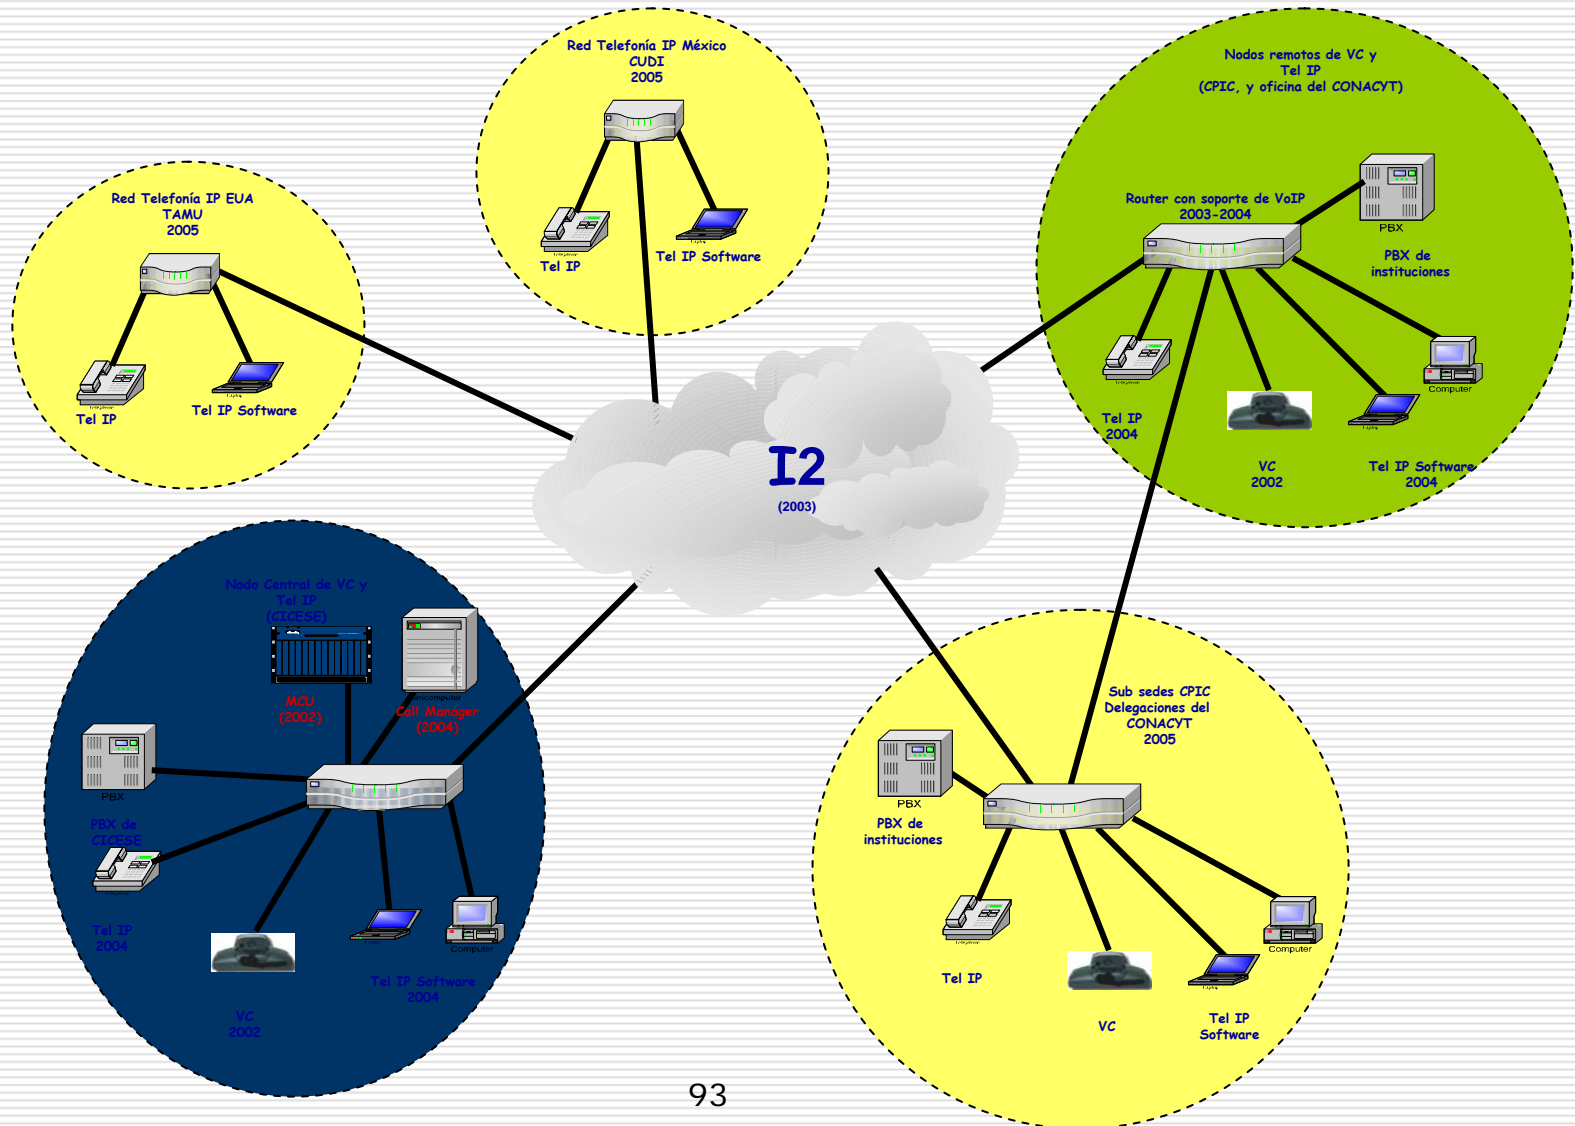 Red Telefonía IP México
CUDI
2005
Tel IP
Tel IP Software
Nodos remotos de VC y
Tel IP
(CPIC, y oficina del CONACYT)
Router con soporte de VoIP
2003-2004
PBX
PBX de
instituciones
Computer
Tel IP
2004
VC
2002
Tel IP Software
2004
Red Telefonía IP EUA
TAMU
2005
Tel IP
Tel IP Software
I2
(2003)
Nodo Central de VC y
Tel IP
(CICESE)
MCU
(2002)
Call Manager
(2004)
PBX
PBX de
CICESE
Tel IP
2004
VC
2002
Computer
Tel IP Software
2004
Sub sedes CPIC
Delegaciones del
CONACYT
2005
PBX
PBX de
instituciones
Tel IP
VC
Computer
Tel IP
Software
93